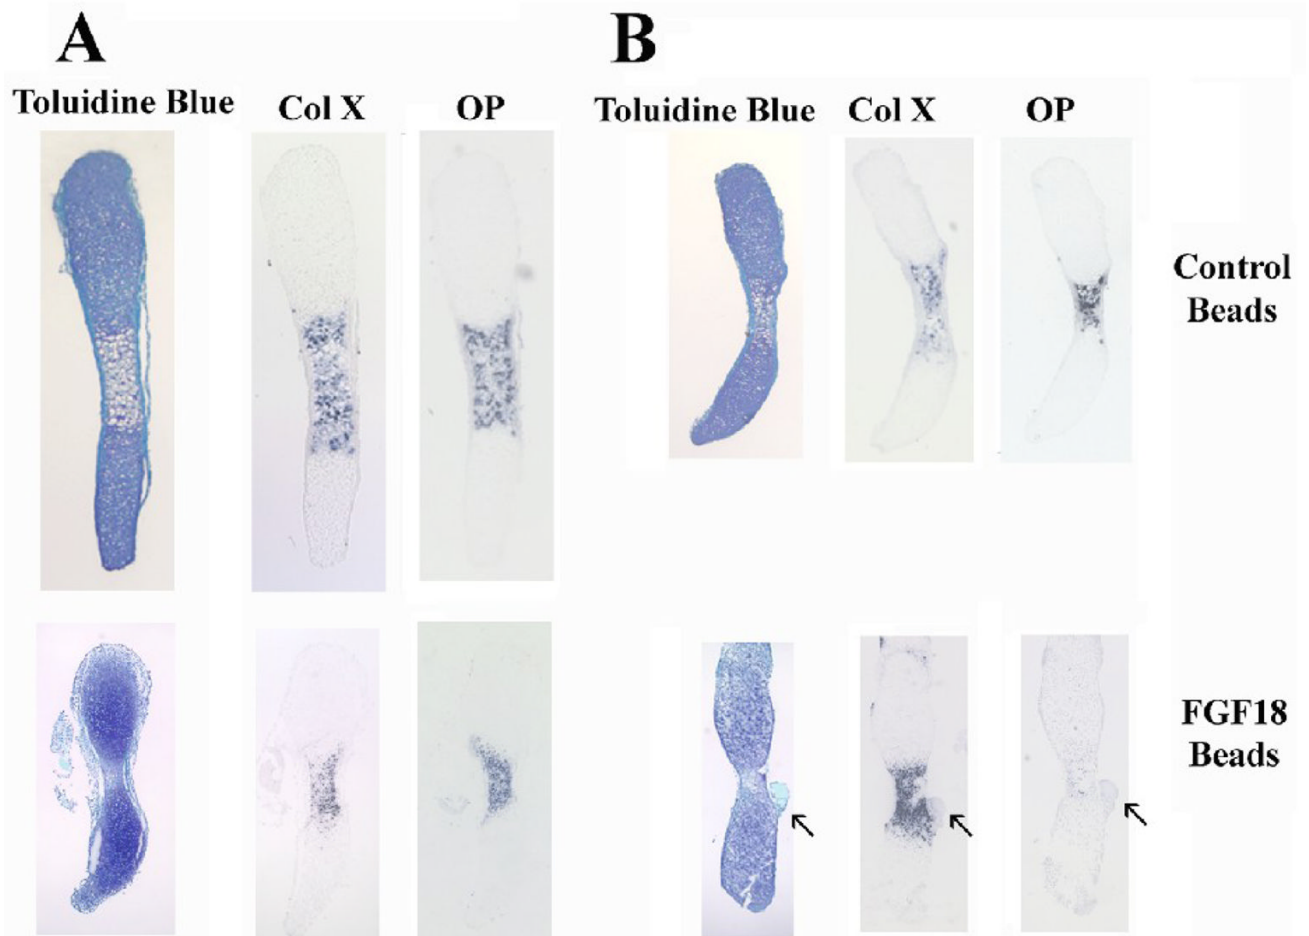 A
B
Toluidine Blue
Col X
OP
Toluidine Blue
Col X
OP
Control
Beads
FGF18
Beads